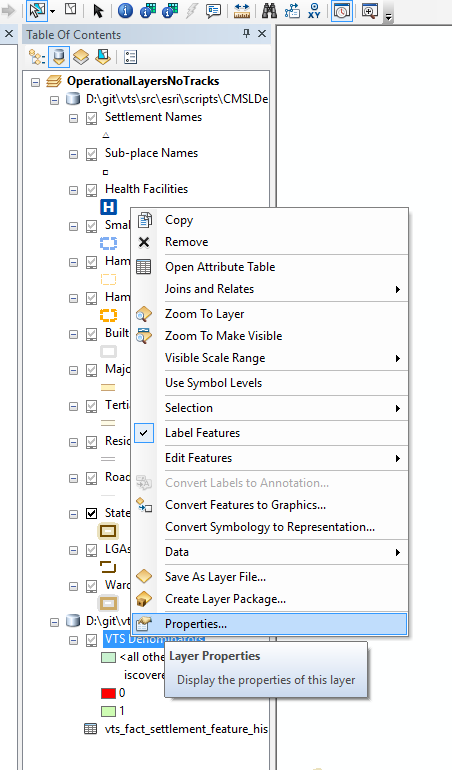 Table Of Contents
OperationalLayersNoTracks
D:\git\vts\src\esri\scripts\CMSLDe
Settlement Names
Sub-place Names
Health Facilities
H
Smal
Copy
Remove
Ham
Open Attribute Table
Joins and Relates
Ham
Zoom To Layer
Built
Zoom To Make Visible
Visible Scale Range
Majo
Use Symbol Levels
Terti
Selection
Label Features
Resid
Edit Features
Road
Convert Labels to Annotation...
Convert Features to Graphics...
State
Convert Symbology to Representation...
LGAs
Data
Save As Layer File...
Ward
Create Layer Package...
D:\git\vt
Properties...
VTS Denominators
<all othe
Layer Properties
iscovere
Display the properties of this layer
0
1
vts_fact_settlement_feature_his